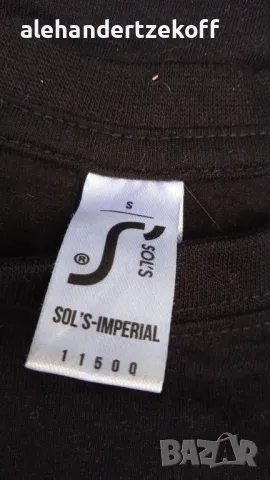 alehandertzekoff
S
SOL'S
®
SOL'S-IMPERIAL
11500
BAZAR